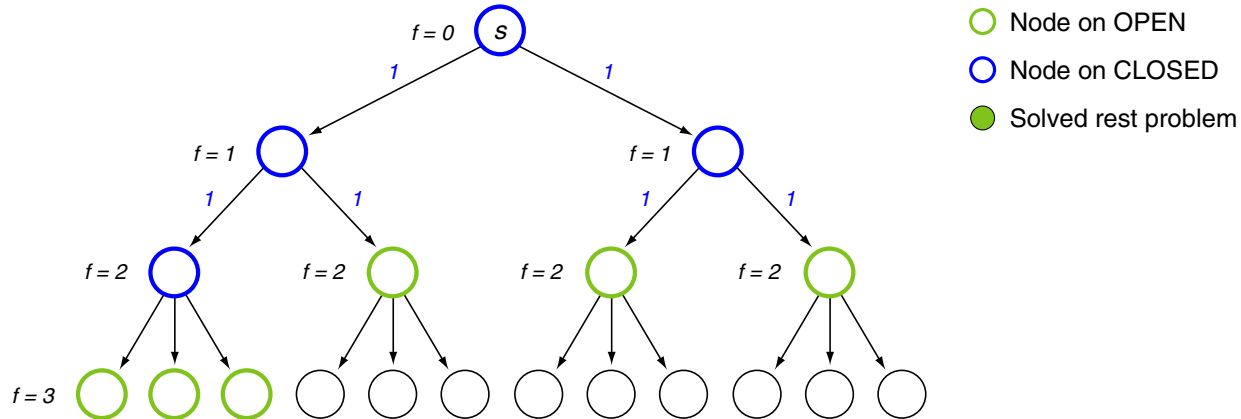 f = 0
s
Node on OPEN
1
1
Node on CLOSED
Solved rest problem
f = 1
f = 1
1
1
1
1
f = 2
f = 2
f = 2
f = 2
f = 3